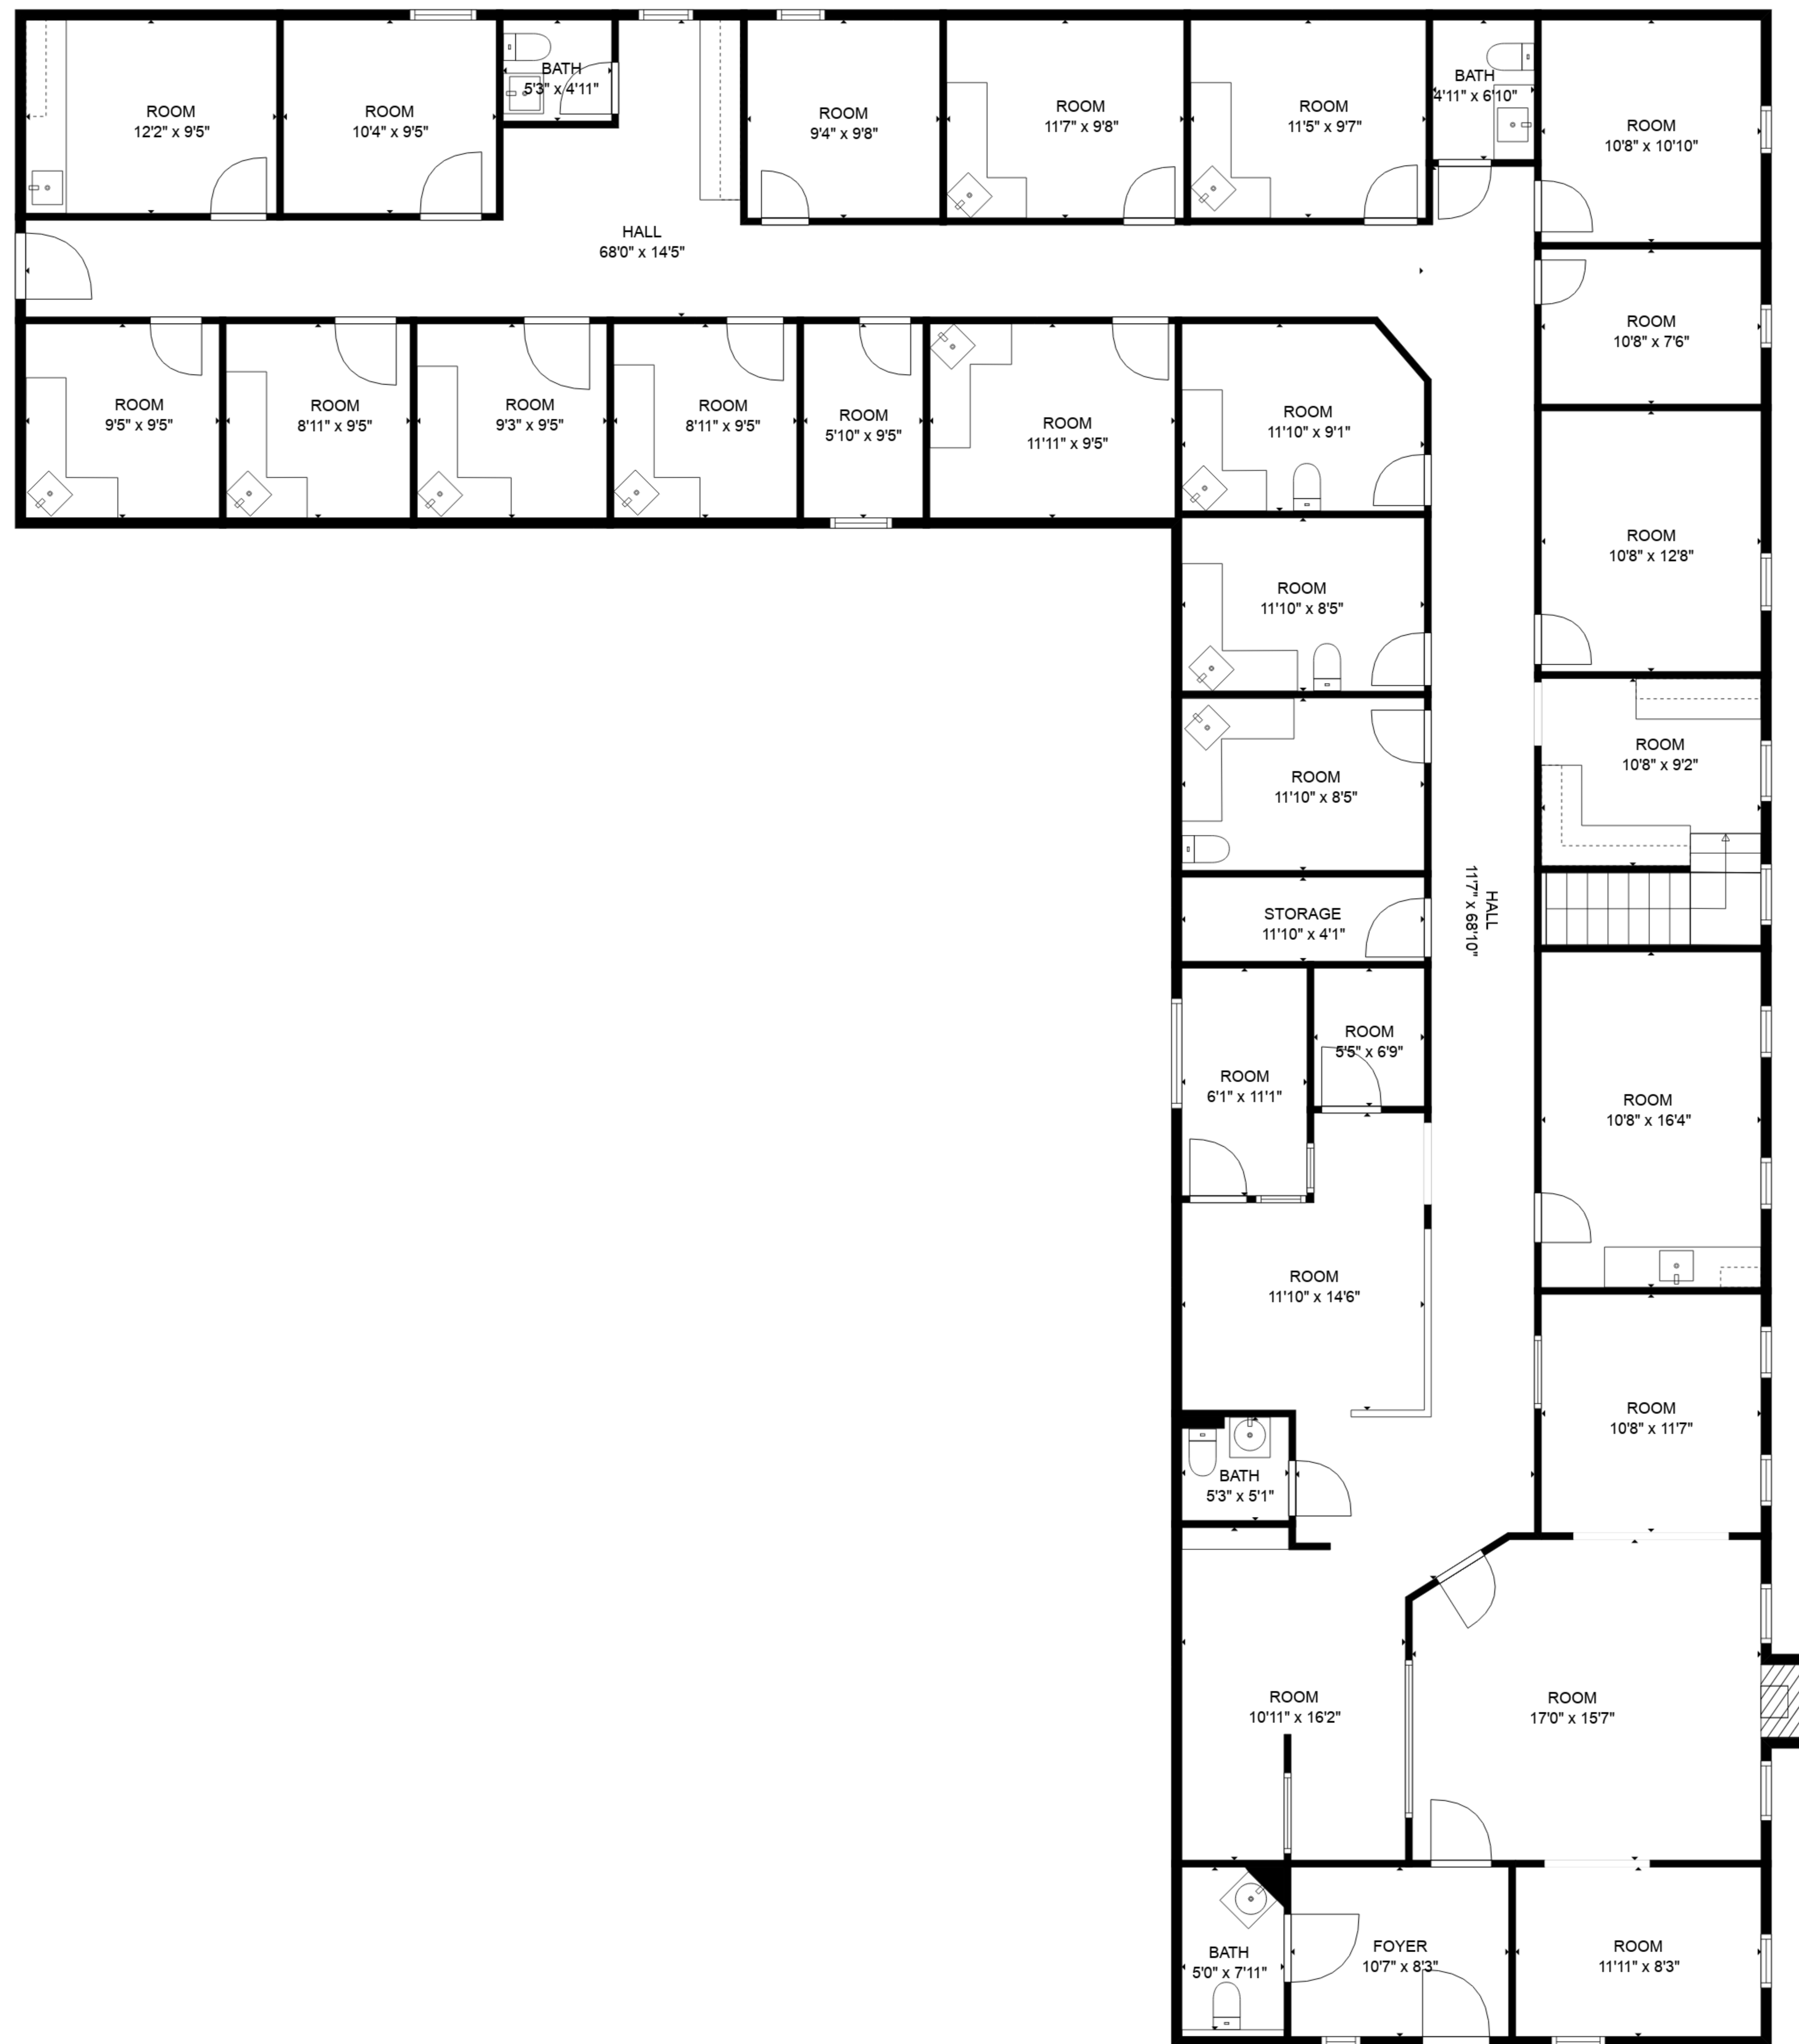 ROOM
12'2" x 9'5"
ROOM
10'4" x 9'5"
BATH
5'3" x 4'11"
ROOM
9'4" x 9'8"
ROOM
11'7" x 9'8"
ROOM
11'5" x 9'7"
BATH
4'11" x 6'10"
ROOM
10'8" x 10'10"
HALL
68'0" x 14'5"
ROOM
10'8" x 7'6"
ROOM
9'5" x 9'5"
ROOM
8'11" x 9'5"
ROOM
9'3" x 9'5"
ROOM
8'11" x 9'5"
ROOM
5'10" x 9'5"
ROOM
11'11" x 9'5"
ROOM
11'10" x 9'1"
ROOM
10'8" x 12'8"
ROOM
11'10" x 8'5"
ROOM
10'8" x 9'2"
ROOM
11'10" x 8'5"
HALL
11'7" x 68'10"
STORAGE
11'10" x 4'1"
ROOM
5'5" x 6'9"
ROOM
6'1" x 11'1"
ROOM
10'8" x 16'4"
ROOM
11'10" x 14'6"
ROOM
10'8" x 11'7"
BATH
5'3" x 5'1"
ROOM
10'11" x 16'2"
ROOM
17'0" x 15'7"
BATH
5'0" x 7'11"
FOYER
10'7" x 8'3"
ROOM
11'11" x 8'3"